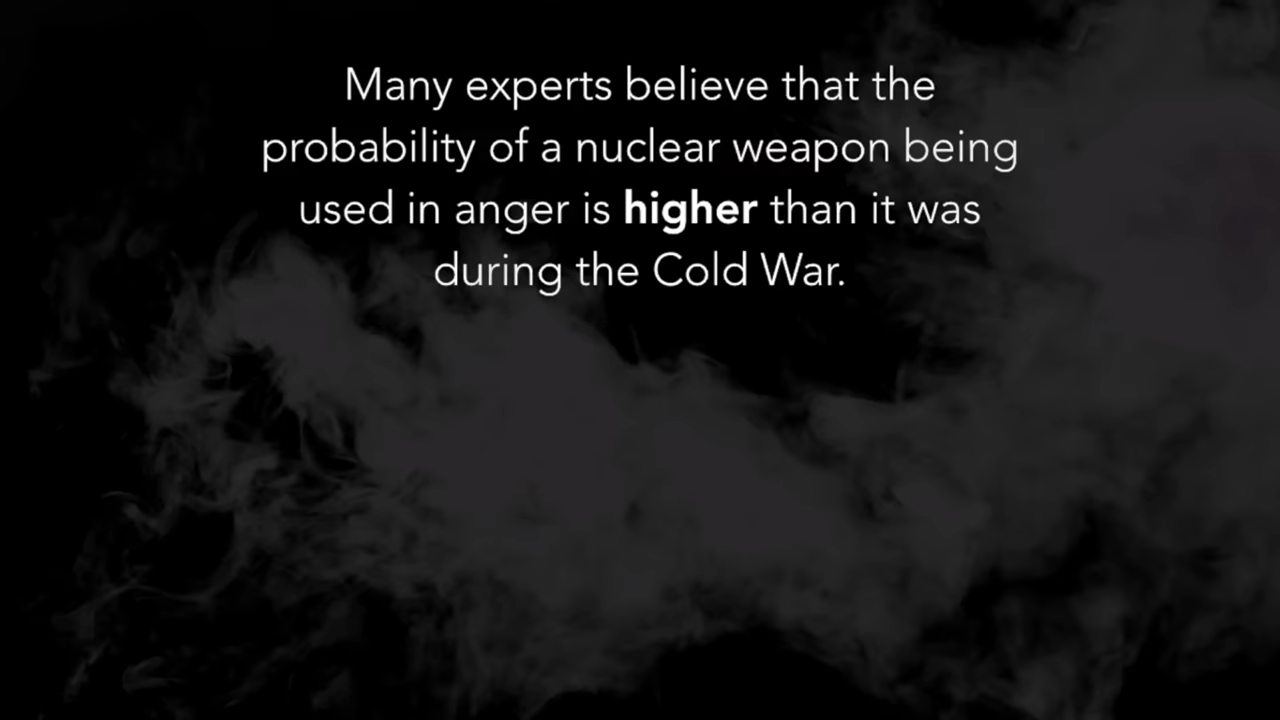 Many experts believe that the
probability of a nuclear weapon being
used in anger is higher than it was
during the Cold War.